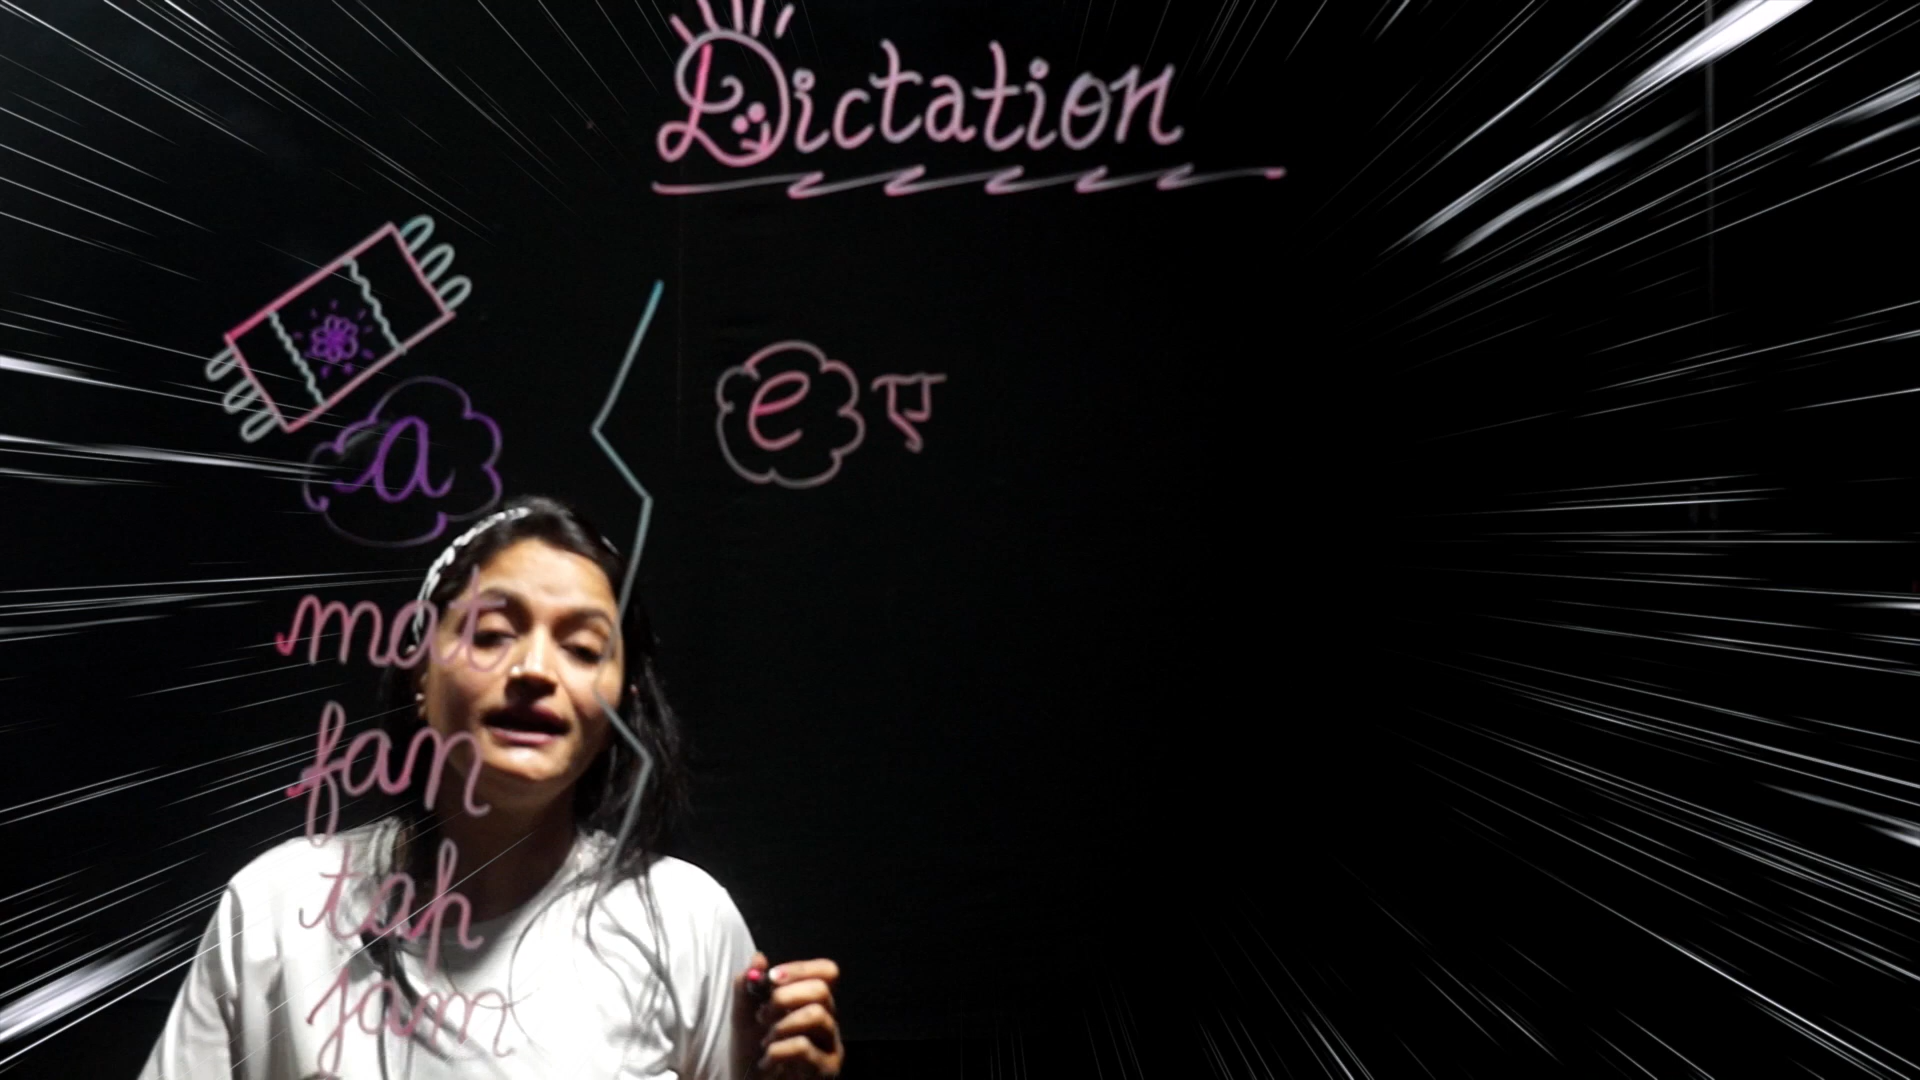 Dictation
a
mat
fan
tap
jam
e ए